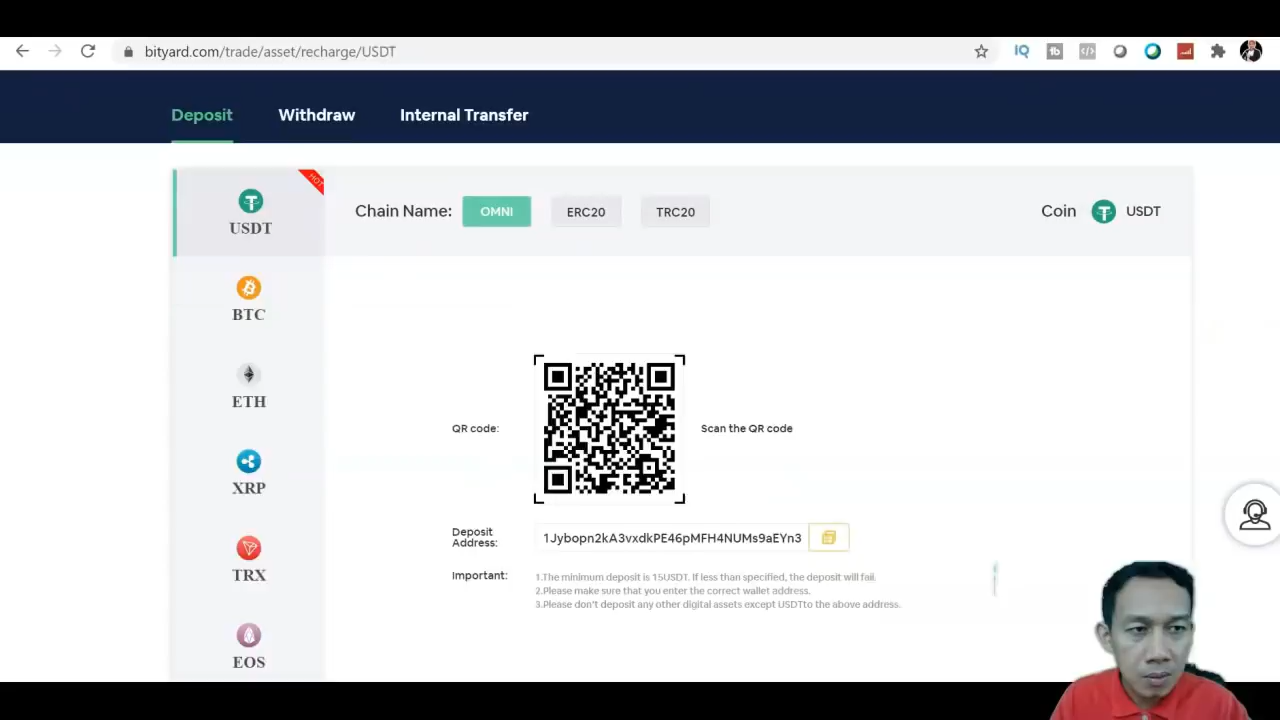 bityard.com/trade/asset/recharge/USDT
IQ
tb
Deposit Withdraw Internal Transfer
HOT
USDT
Chain Name: OMNI ERC20 TRC20
Coin USDT
BTC
ETH
XRP
TRX
EOS
QR code: Scan the QR code
Deposit Address: 1Jybopn2kA3vxdkPE46pMFH4NUMs9aEYn3
Important: 1.The minimum deposit is 15USDT. If less than specified, the deposit will fail.
2.Please make sure that you enter the correct wallet address.
3.Please don't deposit any other digital assets except USDTto the above address.